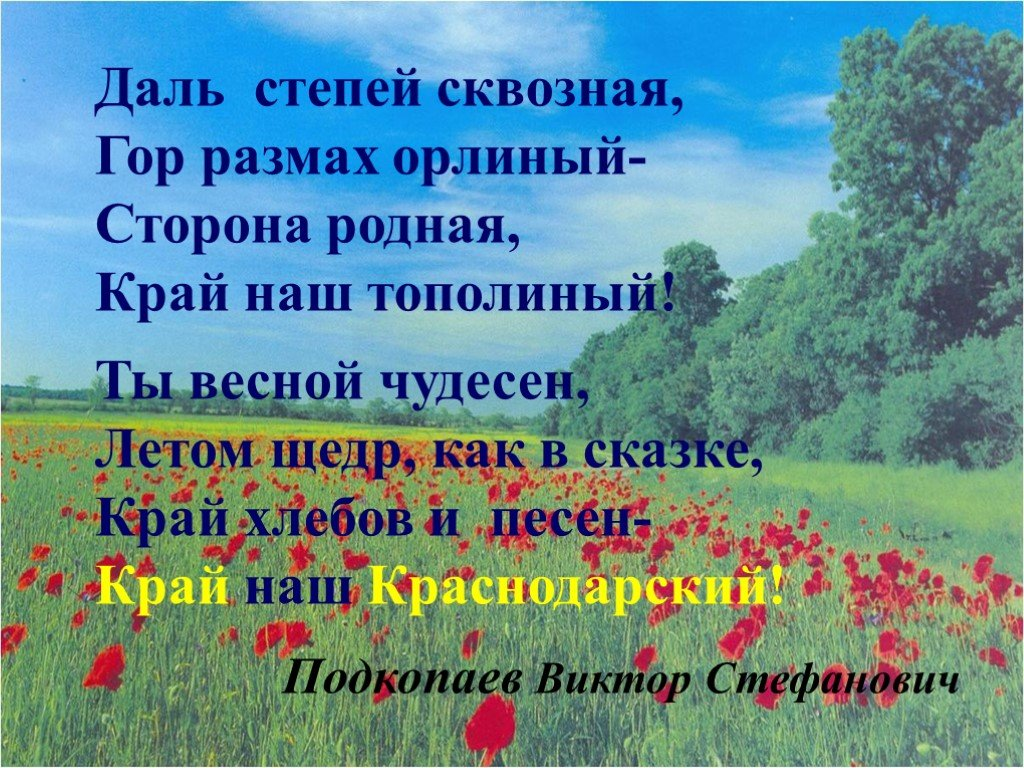 Даль степей сквозная,
Гор размах орлиный-
Сторона родная,
Край наш тополиный!
Ты весной чудесен,
Летом щедр, как в сказке,
Край хлебов и песен-
Край наш Краснодарский!
Подкопаев Виктор Стефанович